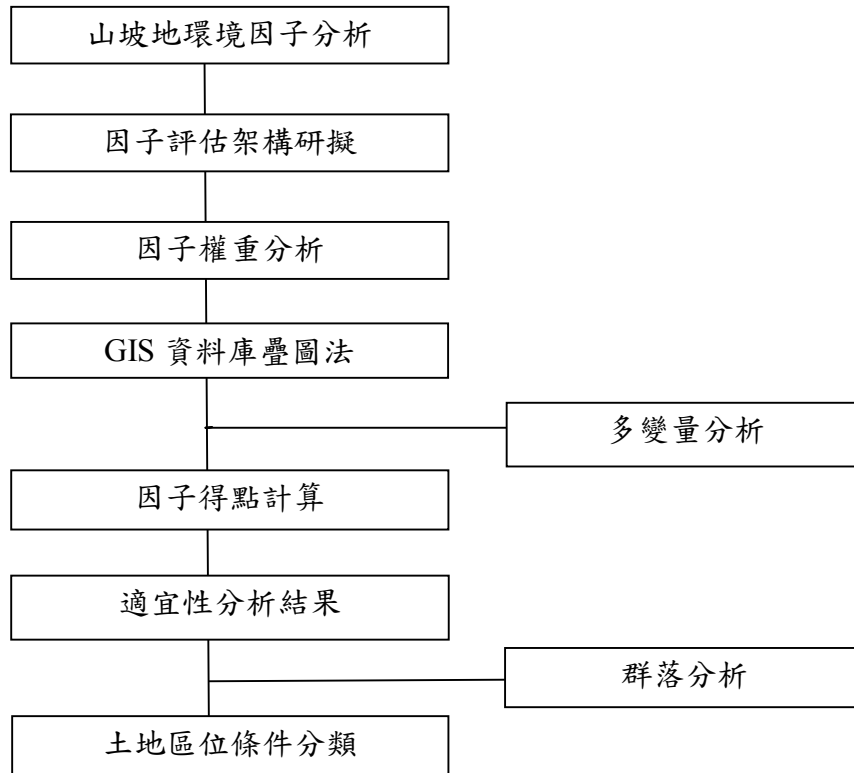 山坡地環境因子分析
因子評估架構研擬
因子權重分析
GIS 資料庫疊圖法
多變量分析
因子得點計算
適宜性分析結果
群落分析
土地區位條件分類